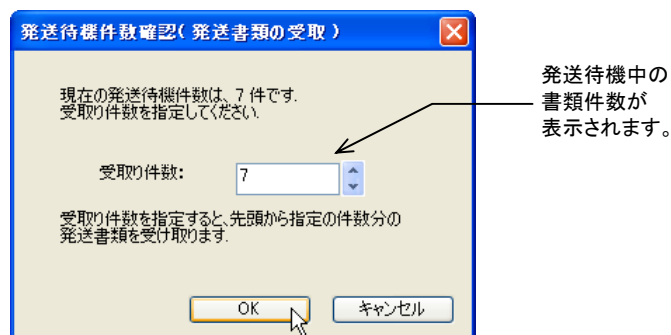 発送待機件数確認( 発送書類の受取 )
現在の発送待機件数は、7 件です.
受取り件数を指定してください.
受取り件数:
7
受取り件数を指定すると、先頭から指定の件数分の
発送書類を受け取ります.
OK
キャンセル
発送待機中の
書類件数が
表示されます。